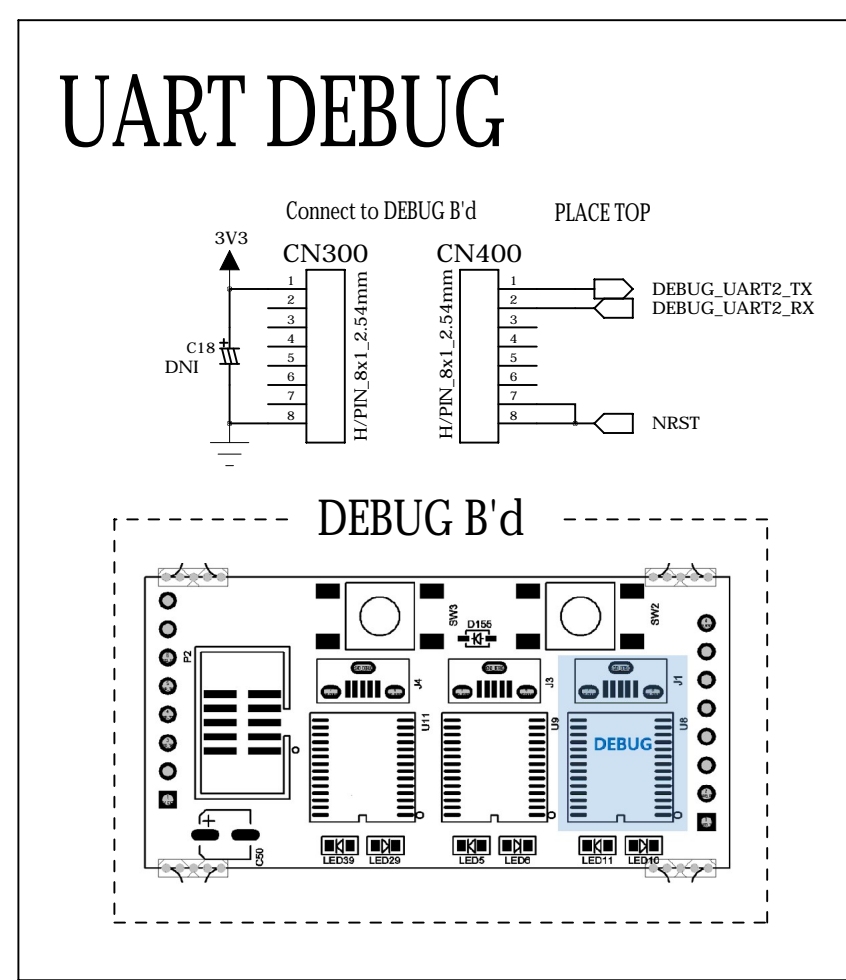 UART DEBUG
Connect to DEBUG B'd
PLACE TOP
3V3
CN300
CN400
1
2
3
4
5
6
7
8
H/PIN_8x1_2.54mm
C18
+
DNI
1
2
3
4
5
6
7
8
H/PIN_8x1_2.54mm
DEBUG_UART2_TX
DEBUG_UART2_RX
NRST
DEBUG B'd
SW3
D155
SW2
P2
J4
J3
J1
U11
U9
U8
DEBUG
+
C50
LED39
LED29
LED5
LED6
LED11
LED10